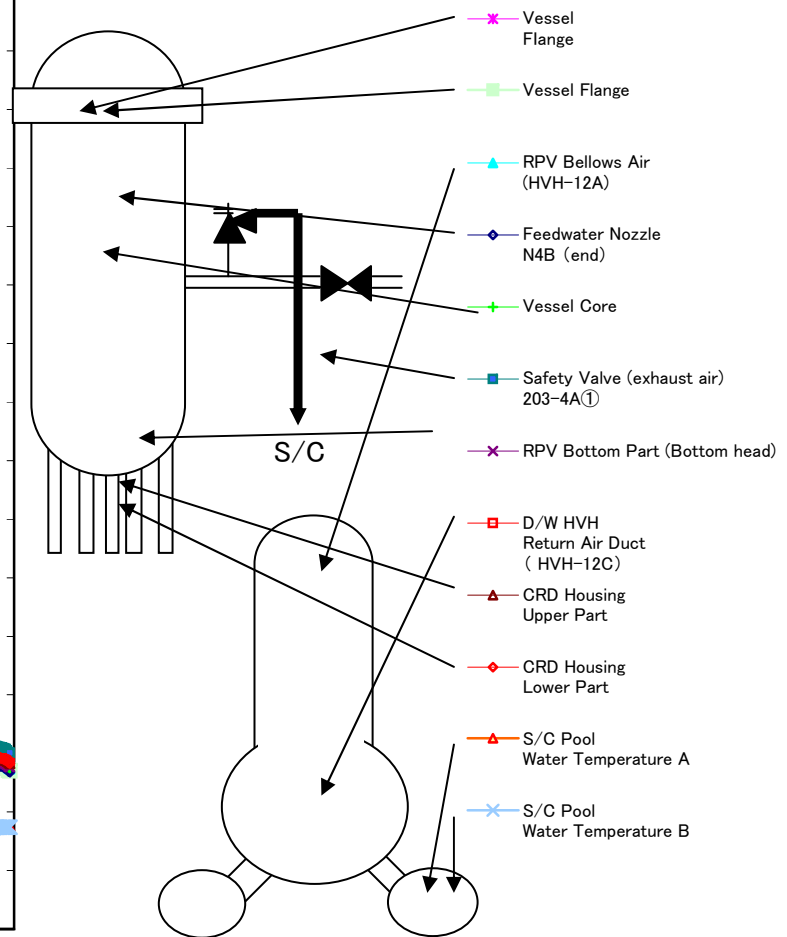 Vessel
Flange
Vessel Flange
RPV Bellows Air
(HVH-12A)
Feedwater Nozzle
N4B (end)
Vessel Core
Safety Valve (exhaust air)
203-4A①
S/C
RPV Bottom Part (Bottom head)
D/W HVH
Return Air Duct
( HVH-12C)
CRD Housing
Upper Part
CRD Housing
Lower Part
S/C Pool
Water Temperature A
S/C Pool
Water Temperature B